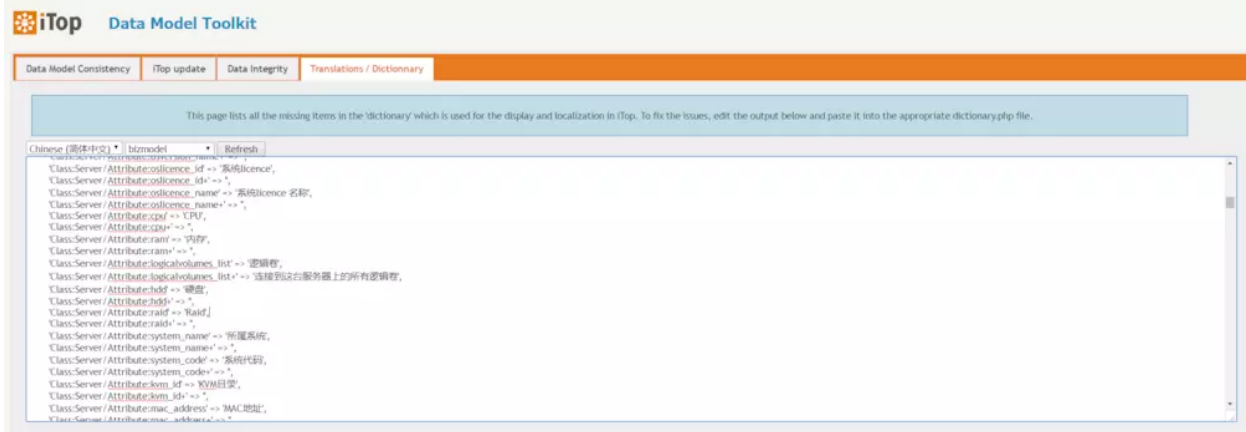 iTop Data Model Toolkit
Data Model Consistency iTop update Data Integrity Translations / Dictionnary
This page lists all the missing items in the 'dictionary' which is used for the display and localization in iTop. To fix the issues, edit the output below and paste it into the appropriate dictionary.php file.
Chinese (简体中文) bizmodel Refresh
'Class:Server/Attribute:osversion_name+' => '',
'Class:Server/Attribute:oslicence_id' => '系统licence',
'Class:Server/Attribute:oslicence_id+' => '',
'Class:Server/Attribute:oslicence_name' => '系统licence 名称',
'Class:Server/Attribute:oslicence_name+' => '',
'Class:Server/Attribute:cpu' => 'CPU',
'Class:Server/Attribute:cpu+' => '',
'Class:Server/Attribute:ram' => '内存',
'Class:Server/Attribute:ram+' => '',
'Class:Server/Attribute:logicalvolumes_list' => '逻辑卷',
'Class:Server/Attribute:logicalvolumes_list+' => '连接到这台服务器上的所有逻辑卷',
'Class:Server/Attribute:hdd' => '硬盘',
'Class:Server/Attribute:hdd+' => '',
'Class:Server/Attribute:raid' => 'Raid',
'Class:Server/Attribute:raid+' => '',
'Class:Server/Attribute:system_name' => '所属系统',
'Class:Server/Attribute:system_name+' => '',
'Class:Server/Attribute:system_code' => '系统代码',
'Class:Server/Attribute:system_code+' => '',
'Class:Server/Attribute:kvm_id' => 'KVM目录',
'Class:Server/Attribute:kvm_id+' => '',
'Class:Server/Attribute:mac_address' => 'MAC地址',
'Class:Server/Attribute:mac_address+' => ''